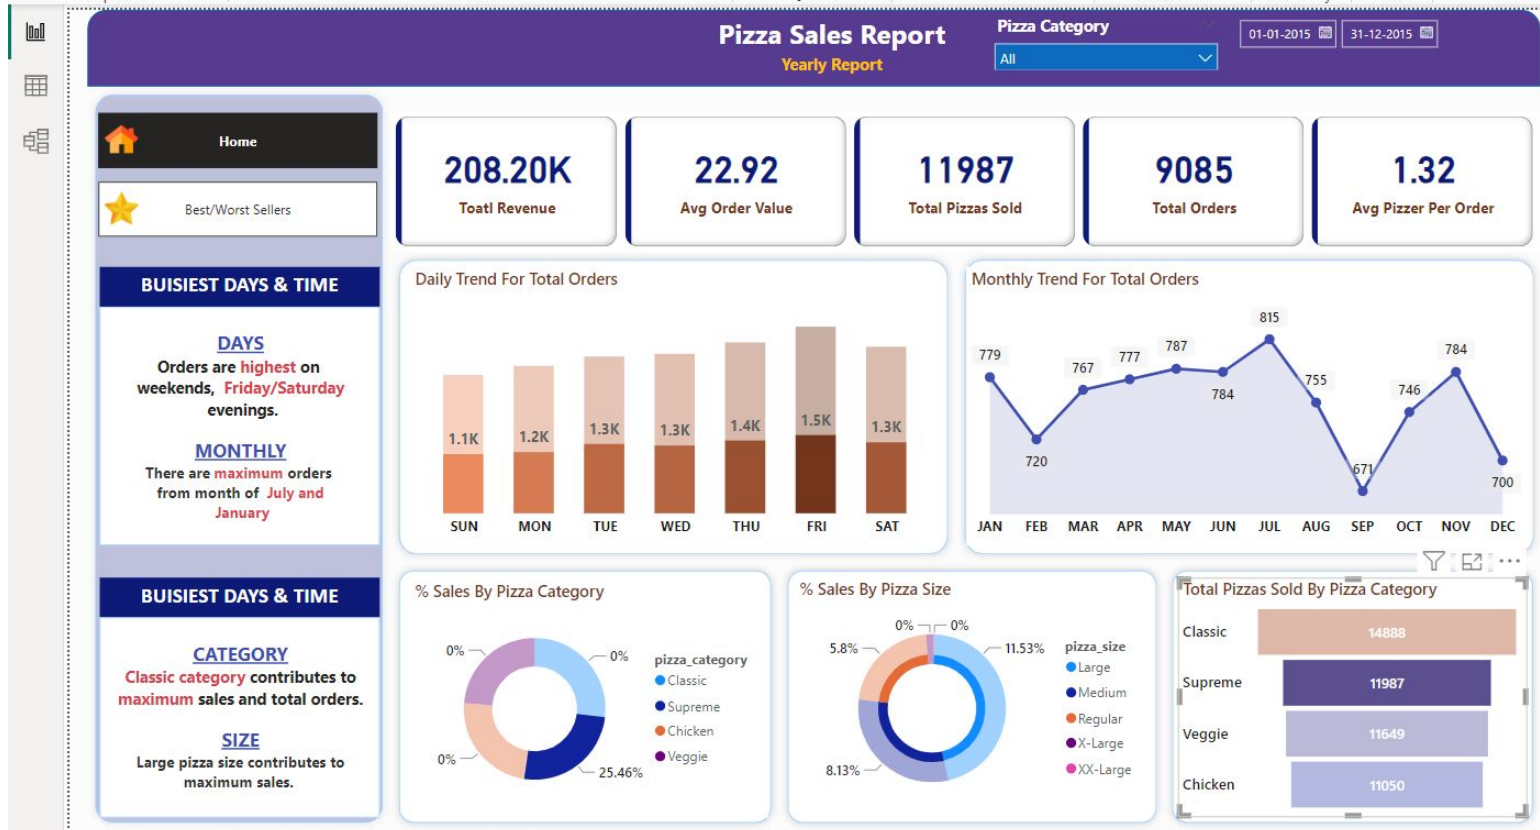 Pizza Sales Report
Yearly Report
Pizza Category
All
01-01-2015
31-12-2015
Home
Best/Worst Sellers
208.20K
Toatl Revenue
22.92
Avg Order Value
11987
Total Pizzas Sold
9085
Total Orders
1.32
Avg Pizzer Per Order
BUISIEST DAYS & TIME
DAYS
Orders are highest on
weekends, Friday/Saturday
evenings.
MONTHLY
There are maximum orders
from month of July and
January
Daily Trend For Total Orders
1.1K
1.2K
1.3K
1.3K
1.4K
1.5K
1.3K
SUN MON TUE WED THU FRI SAT
Monthly Trend For Total Orders
779
720
767
777
787
784
815
755
671
746
784
700
JAN FEB MAR APR MAY JUN JUL AUG SEP OCT NOV DEC
BUISIEST DAYS & TIME
CATEGORY
Classic category contributes to
maximum sales and total orders.
SIZE
Large pizza size contributes to
maximum sales.
% Sales By Pizza Category
0%
0%
0%
25.46%
pizza_category
Classic
Supreme
Chicken
Veggie
% Sales By Pizza Size
0%
0%
5.8%
11.53%
8.13%
pizza_size
Large
Medium
Regular
X-Large
XX-Large
Total Pizzas Sold By Pizza Category
Classic 14888
Supreme 11987
Veggie 11649
Chicken 11050